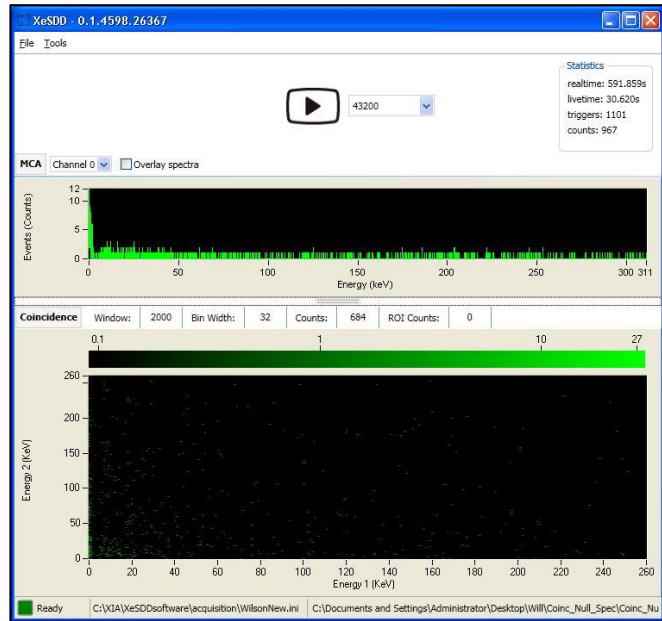 XeSDD - 0.1.4598.26367
File Tools
Statistics
realtime: 591.859s
livetime: 30.620s
triggers: 1101
counts: 967
43200
MCA Channel 0 Overlay spectra
12
10
5
0
Events (Counts)
0 50 100 150 200 250 300 311
Energy (keV)
Coincidence Window: 2000 Bin Width: 32 Counts: 684 ROI Counts: 0
0.1 1 10 27
260
200
150
100
50
0
Energy 2 (KeV)
0 20 40 60 80 100 120 140 160 180 200 220 240 260
Energy 1 (KeV)
Ready C:\XIA\XeSDDsoftware\acquisition\WilsonNew.ini C:\Documents and Settings\Administrator\Desktop\Will\Coinc_Null_Spec\Coinc_Nu